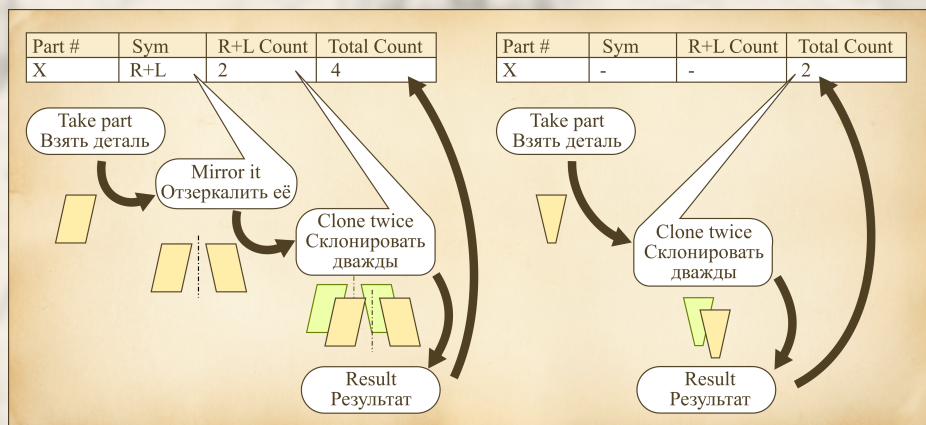 Part # Sym R+L Count Total Count
X R+L 2 4
Take part
Взять деталь
Mirror it
Отзеркалить её
Clone twice
Склонировать
дважды
Result
Результат
Part # Sym R+L Count Total Count
X - - 2
Take part
Взять деталь
Clone twice
Склонировать
дважды
Result
Результат